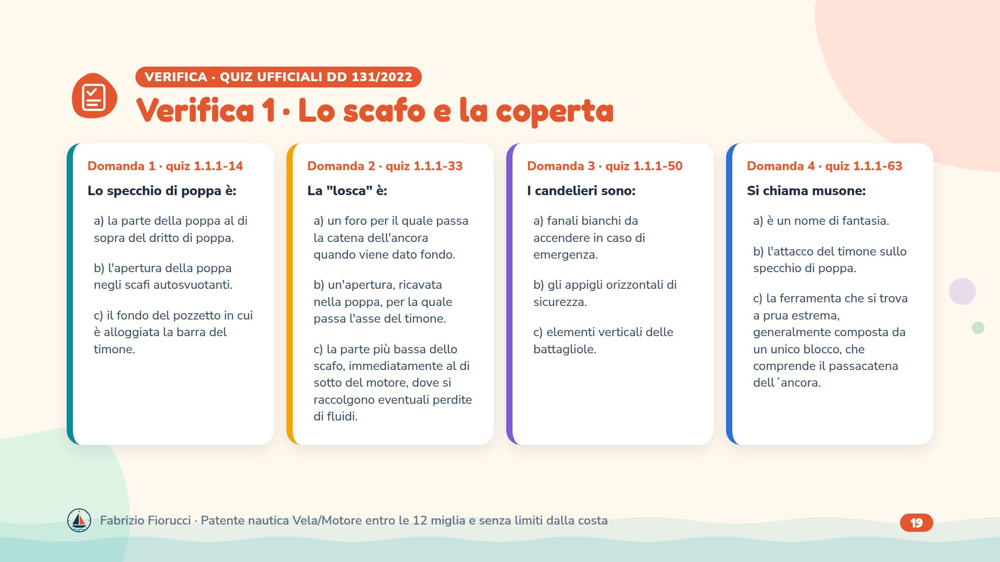 VERIFICA · QUIZ UFFICIALI DD 131/2022
Verifica 1 · Lo scafo e la coperta
Domanda 1 · quiz 1.1.1-14
Lo specchio di poppa è:
a) la parte della poppa al di
sopra del dritto di poppa.
b) l'apertura della poppa
negli scafi autosvuotanti.
c) il fondo del pozzetto in cui
è alloggiata la barra del
timone.
Domanda 2 · quiz 1.1.1-33
La "losca" è:
a) un foro per il quale passa
la catena dell'ancora
quando viene dato fondo.
b) un'apertura, ricavata
nella poppa, per la quale
passa l'asse del timone.
c) la parte più bassa dello
scafo, immediatamente al di
sotto del motore, dove si
raccolgono eventuali perdite
di fluidi.
Domanda 3 · quiz 1.1.1-50
I candelieri sono:
a) fanali bianchi da
accendere in caso di
emergenza.
b) gli appigli orizzontali di
sicurezza.
c) elementi verticali delle
battagliole.
Domanda 4 · quiz 1.1.1-63
Si chiama musone:
a) è un nome di fantasia.
b) l'attacco del timone sullo
specchio di poppa.
c) la ferramenta che si trova
a prua estrema,
generalmente composta da
un unico blocco, che
comprende il passacatena
dell´ancora.
Fabrizio Fiorucci · Patente nautica Vela/Motore entro le 12 miglia e senza limiti dalla costa
19